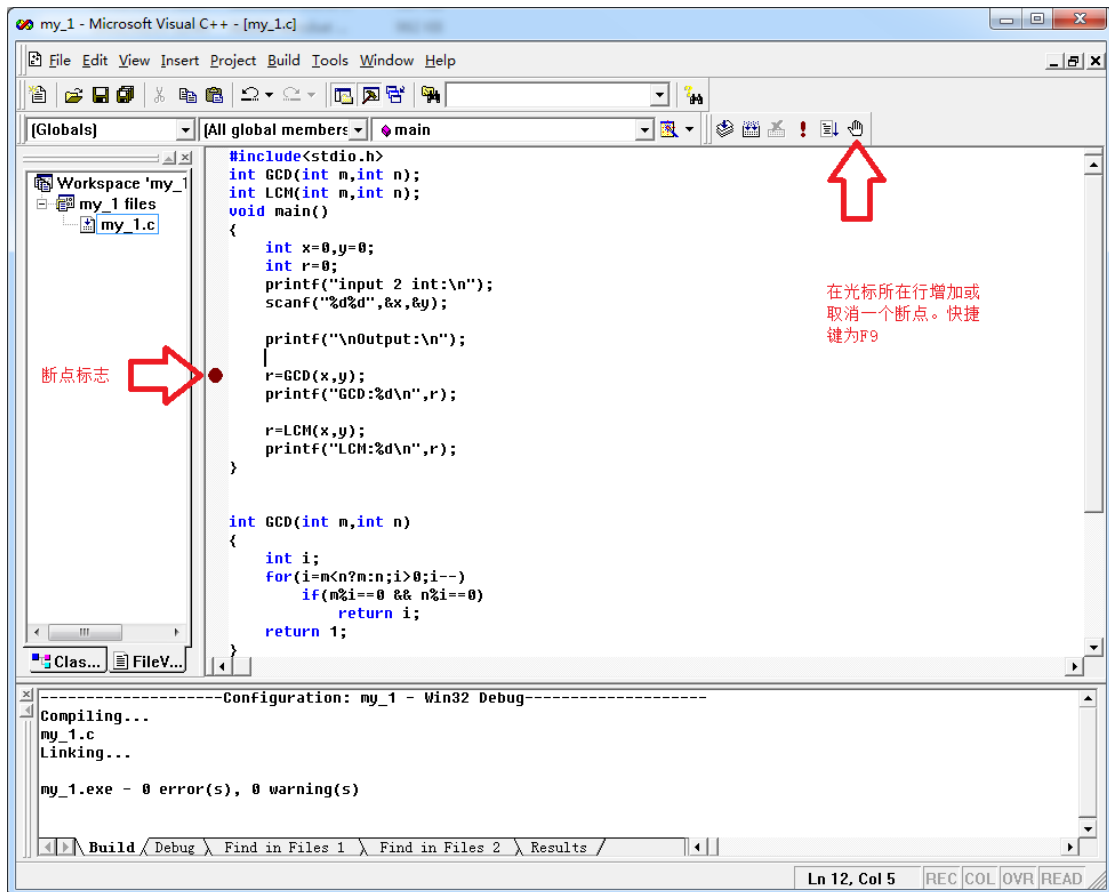 my_1 - Microsoft Visual C++ - [my_1.c]
File Edit View Insert Project Build Tools Window Help
(Globals) (All global members main
Workspace 'my_1
my_1 files
my_1.c
Clas... FileV...
#include<stdio.h>
int GCD(int m,int n);
int LCM(int m,int n);
void main()
{
int x=0,y=0;
int r=0;
printf("input 2 int:\n");
scanf("%d%d",&x,&y);
printf("\nOutput:\n");
r=GCD(x,y);
printf("GCD:%d\n",r);
r=LCM(x,y);
printf("LCM:%d\n",r);
}
int GCD(int m,int n)
{
int i;
for(i=m<n?m:n;i>0;i--)
if(m%i==0 && n%i==0)
return i;
return 1;
}
断点标志
在光标所在行增加或
取消一个断点。快捷
键为F9
--------------------Configuration: my_1 - Win32 Debug--------------------
Compiling...
my_1.c
Linking...
my_1.exe - 0 error(s), 0 warning(s)
Build Debug Find in Files 1 Find in Files 2 Results
Ln 12, Col 5 REC COL OVR READ